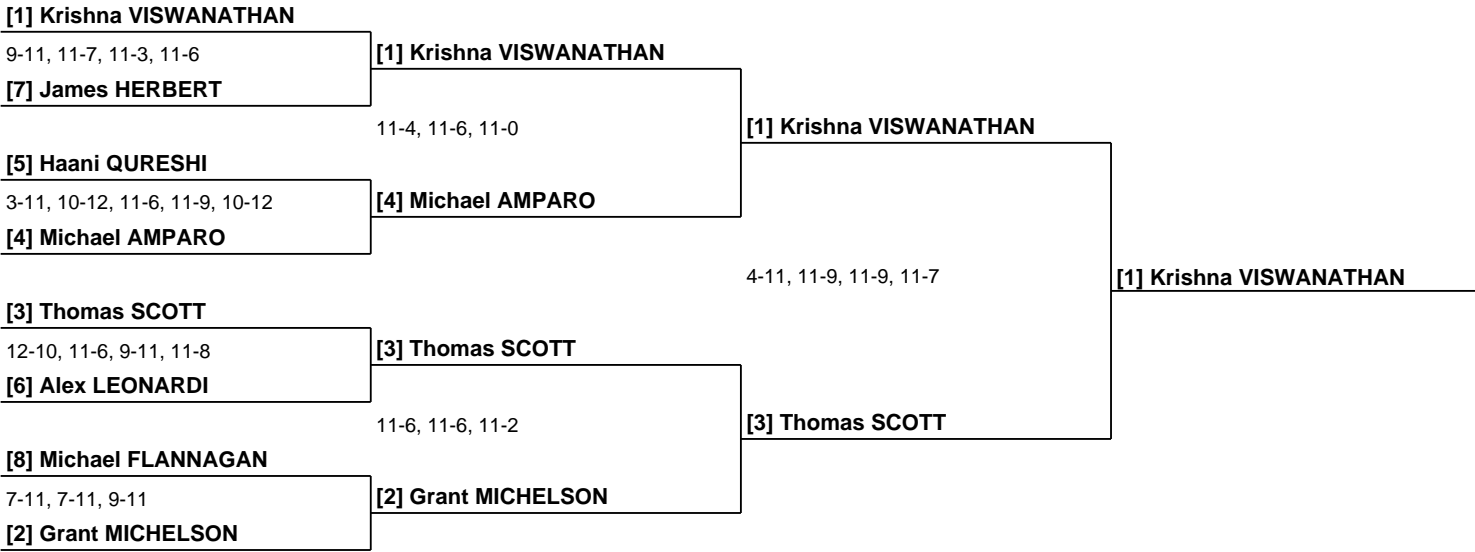 [1] Krishna VISWANATHAN
9-11, 11-7, 11-3, 11-6
[7] James HERBERT
[1] Krishna VISWANATHAN
11-4, 11-6, 11-0
[5] Haani QURESHI
3-11, 10-12, 11-6, 11-9, 10-12
[4] Michael AMPARO
[4] Michael AMPARO
[1] Krishna VISWANATHAN
4-11, 11-9, 11-9, 11-7
[1] Krishna VISWANATHAN
[3] Thomas SCOTT
12-10, 11-6, 9-11, 11-8
[6] Alex LEONARDI
[3] Thomas SCOTT
11-6, 11-6, 11-2
[3] Thomas SCOTT
[8] Michael FLANNAGAN
7-11, 7-11, 9-11
[2] Grant MICHELSON
[2] Grant MICHELSON